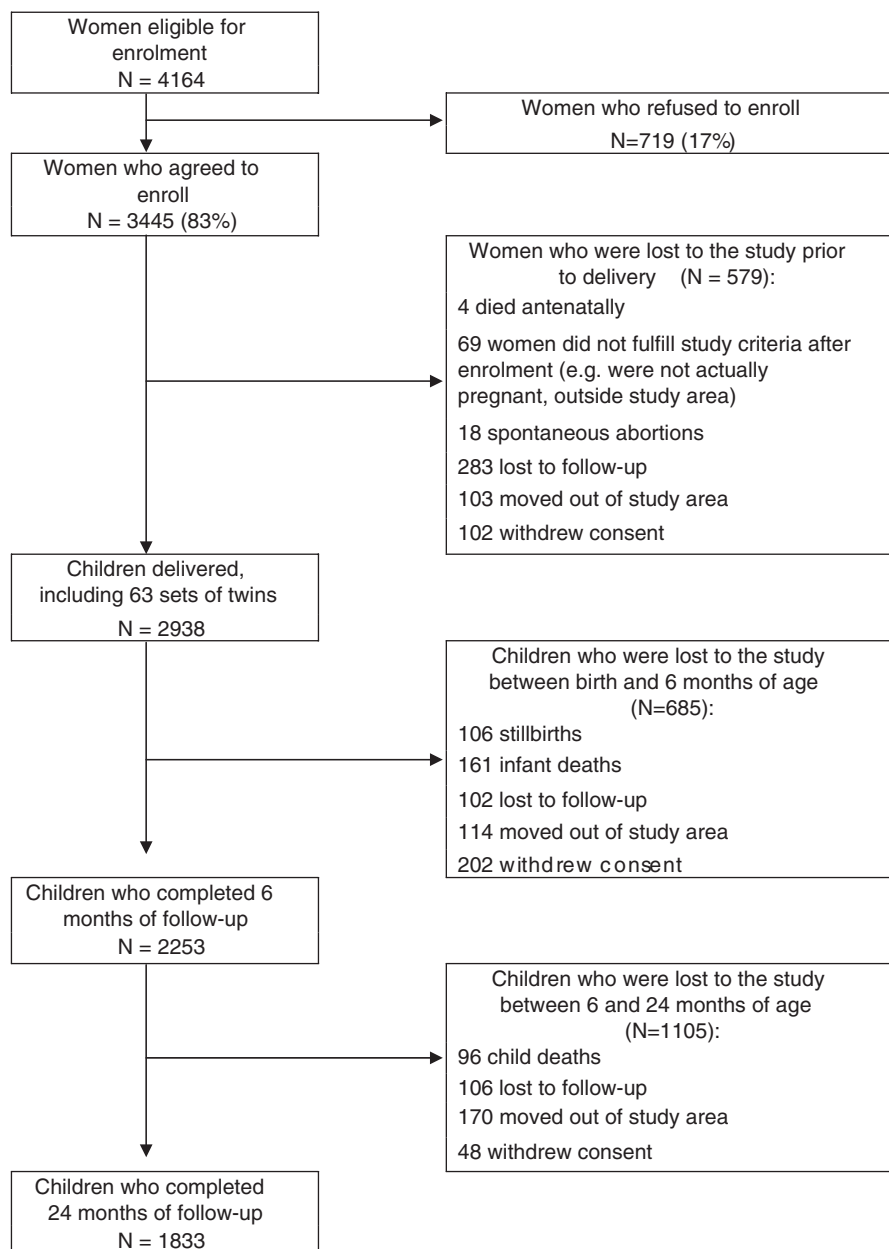 Women eligible for
enrolment
N = 4164
Women who refused to enroll
N=719 (17%)
Women who agreed to
enroll
N = 3445 (83%)
Women who were lost to the study prior
to delivery (N = 579):
4 died antenatally
69 women did not fulfill study criteria after
enrolment (e.g. were not actually
pregnant, outside study area)
18 spontaneous abortions
283 lost to follow-up
103 moved out of study area
102 withdrew consent
Children delivered,
including 63 sets of twins
N = 2938
Children who were lost to the study
between birth and 6 months of age
(N=685):
106 stillbirths
161 infant deaths
102 lost to follow-up
114 moved out of study area
202 withdrew consent
Children who completed 6
months of follow-up
N = 2253
Children who were lost to the study
between 6 and 24 months of age
(N=1105):
96 child deaths
106 lost to follow-up
170 moved out of study area
48 withdrew consent
Children who completed
24 months of follow-up
N = 1833